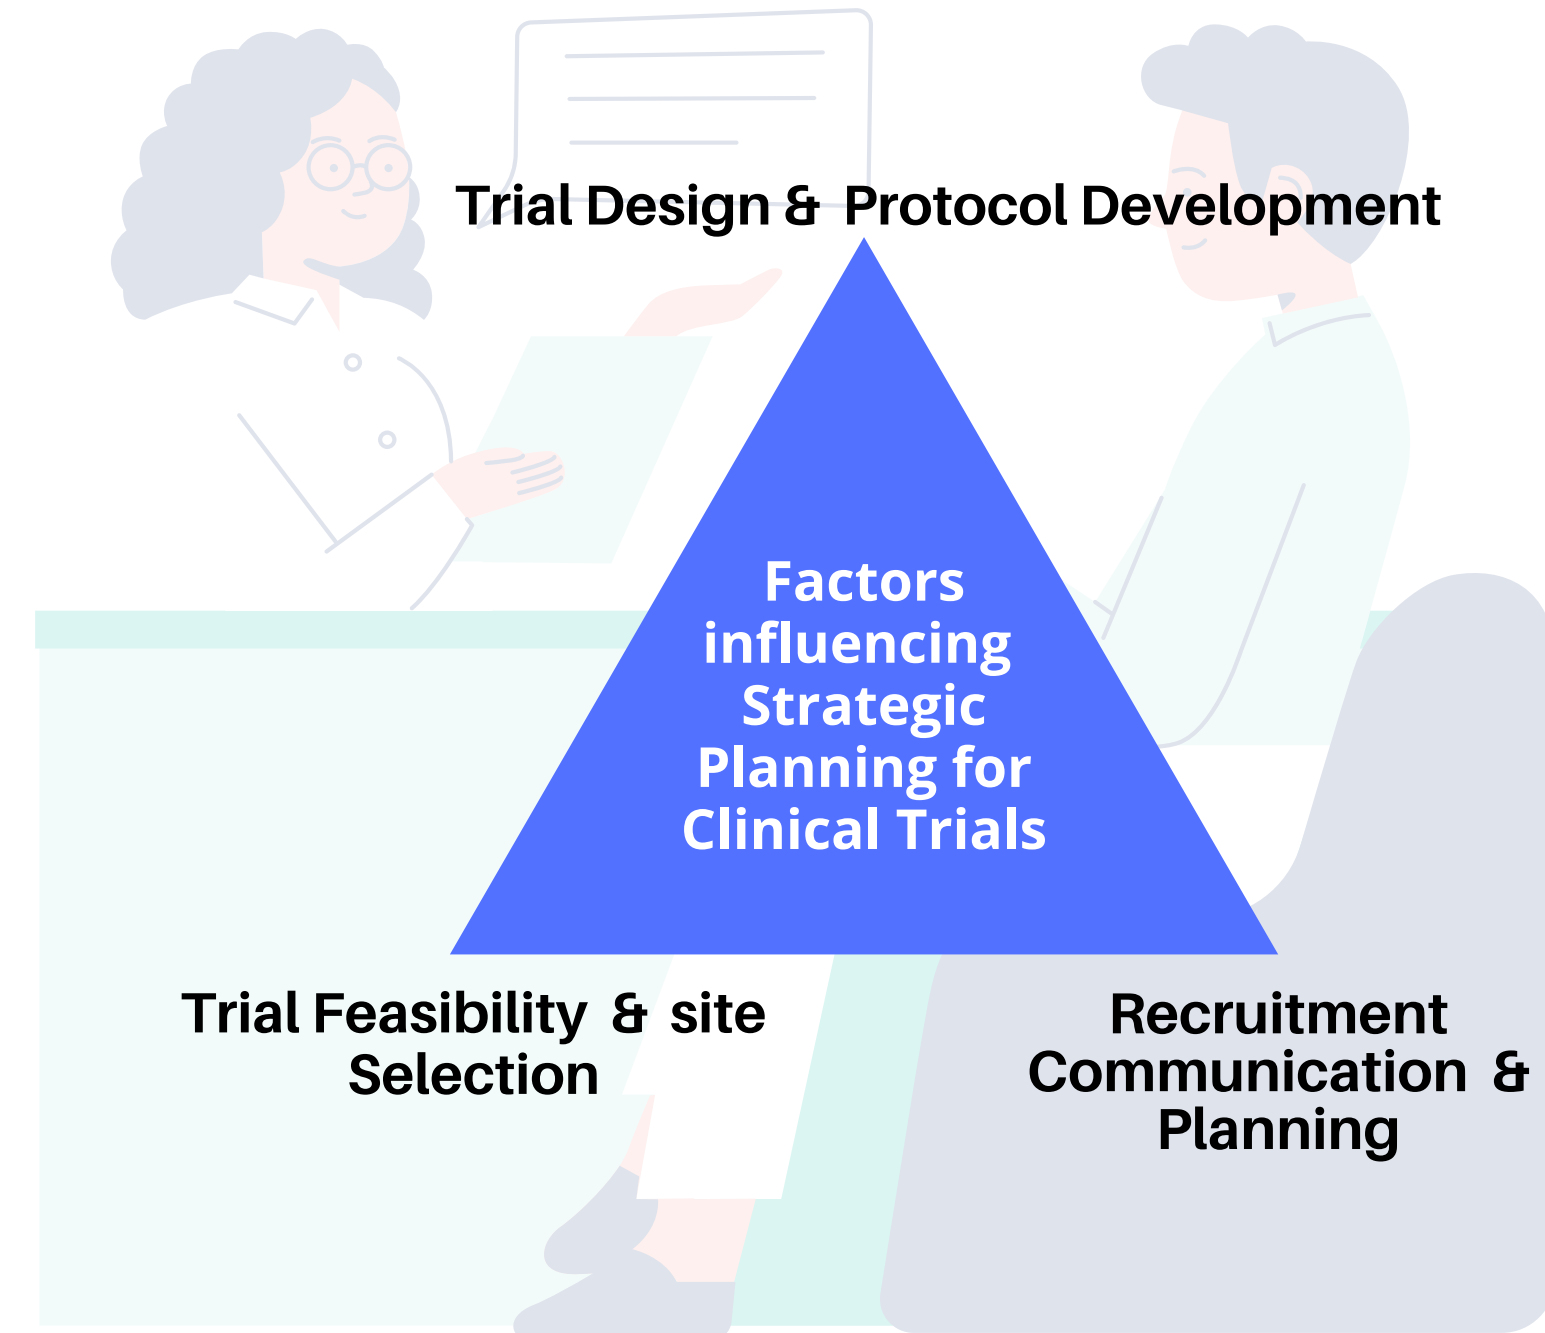 Trial Design & Protocol Development
Factors
influencing
Strategic
Planning for
Clinical Trials
Trial Feasibility & site
Selection
Recruitment
Communication &
Planning